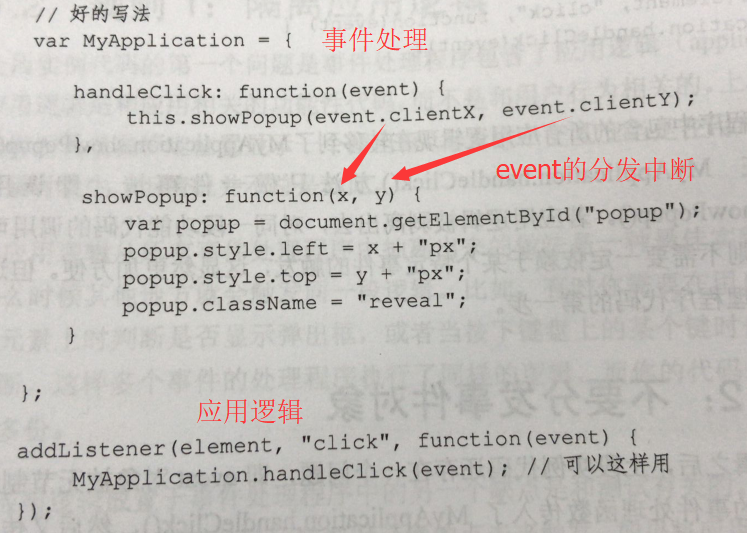 // 好的写法
var MyApplication = {
事件处理
handleClick: function(event) {
this.showPopup(event.clientX, event.clientY);
},
event的分发中断
showPopup: function(x, y) {
var popup = document.getElementById("popup");
popup.style.left = x + "px";
popup.style.top = y + "px";
popup.className = "reveal";
}
};
应用逻辑
addListener(element, "click", function(event) {
MyApplication.handleClick(event); // 可以这样用
});